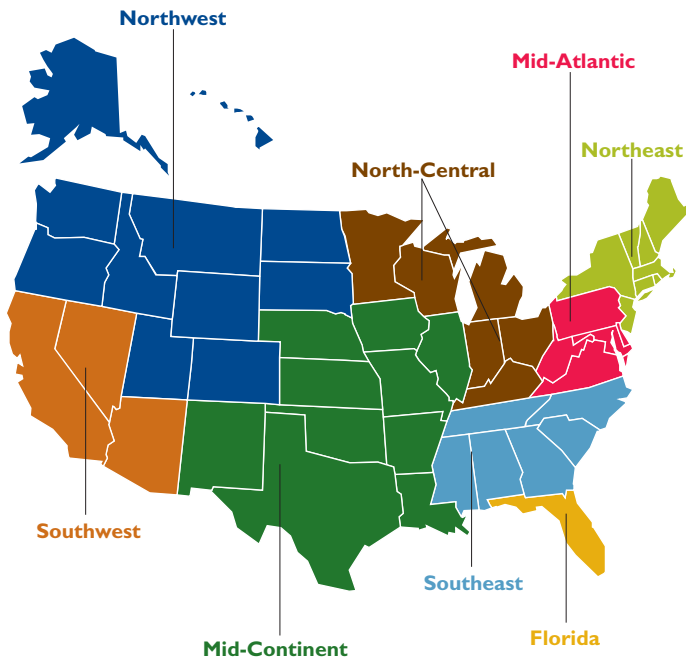 Northwest
Mid-Atlantic
Northeast
North-Central
Southwest
Southeast
Florida
Mid-Continent